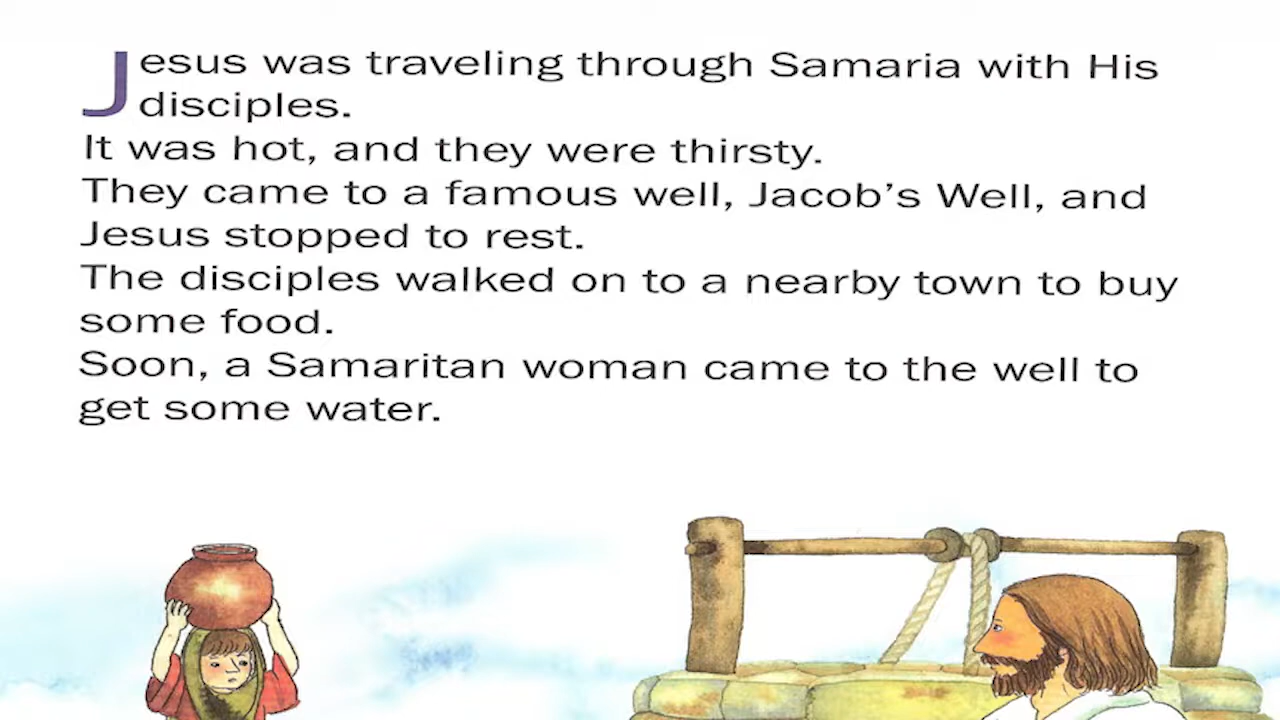 Jesus was traveling through Samaria with His
disciples.
It was hot, and they were thirsty.
They came to a famous well, Jacob’s Well, and
Jesus stopped to rest.
The disciples walked on to a nearby town to buy
some food.
Soon, a Samaritan woman came to the well to
get some water.